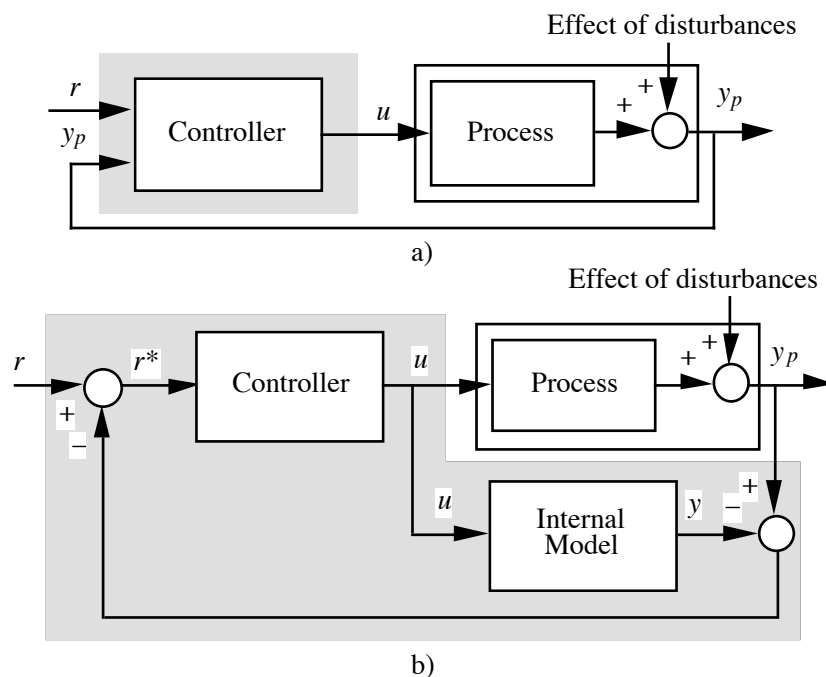 Effect of disturbances
r
y_p
Controller
u
Process
+
+
y_p
a)
Effect of disturbances
r
r*
Controller
u
Process
+
+
y_p
+
–
u
Internal
Model
y
–
+
b)